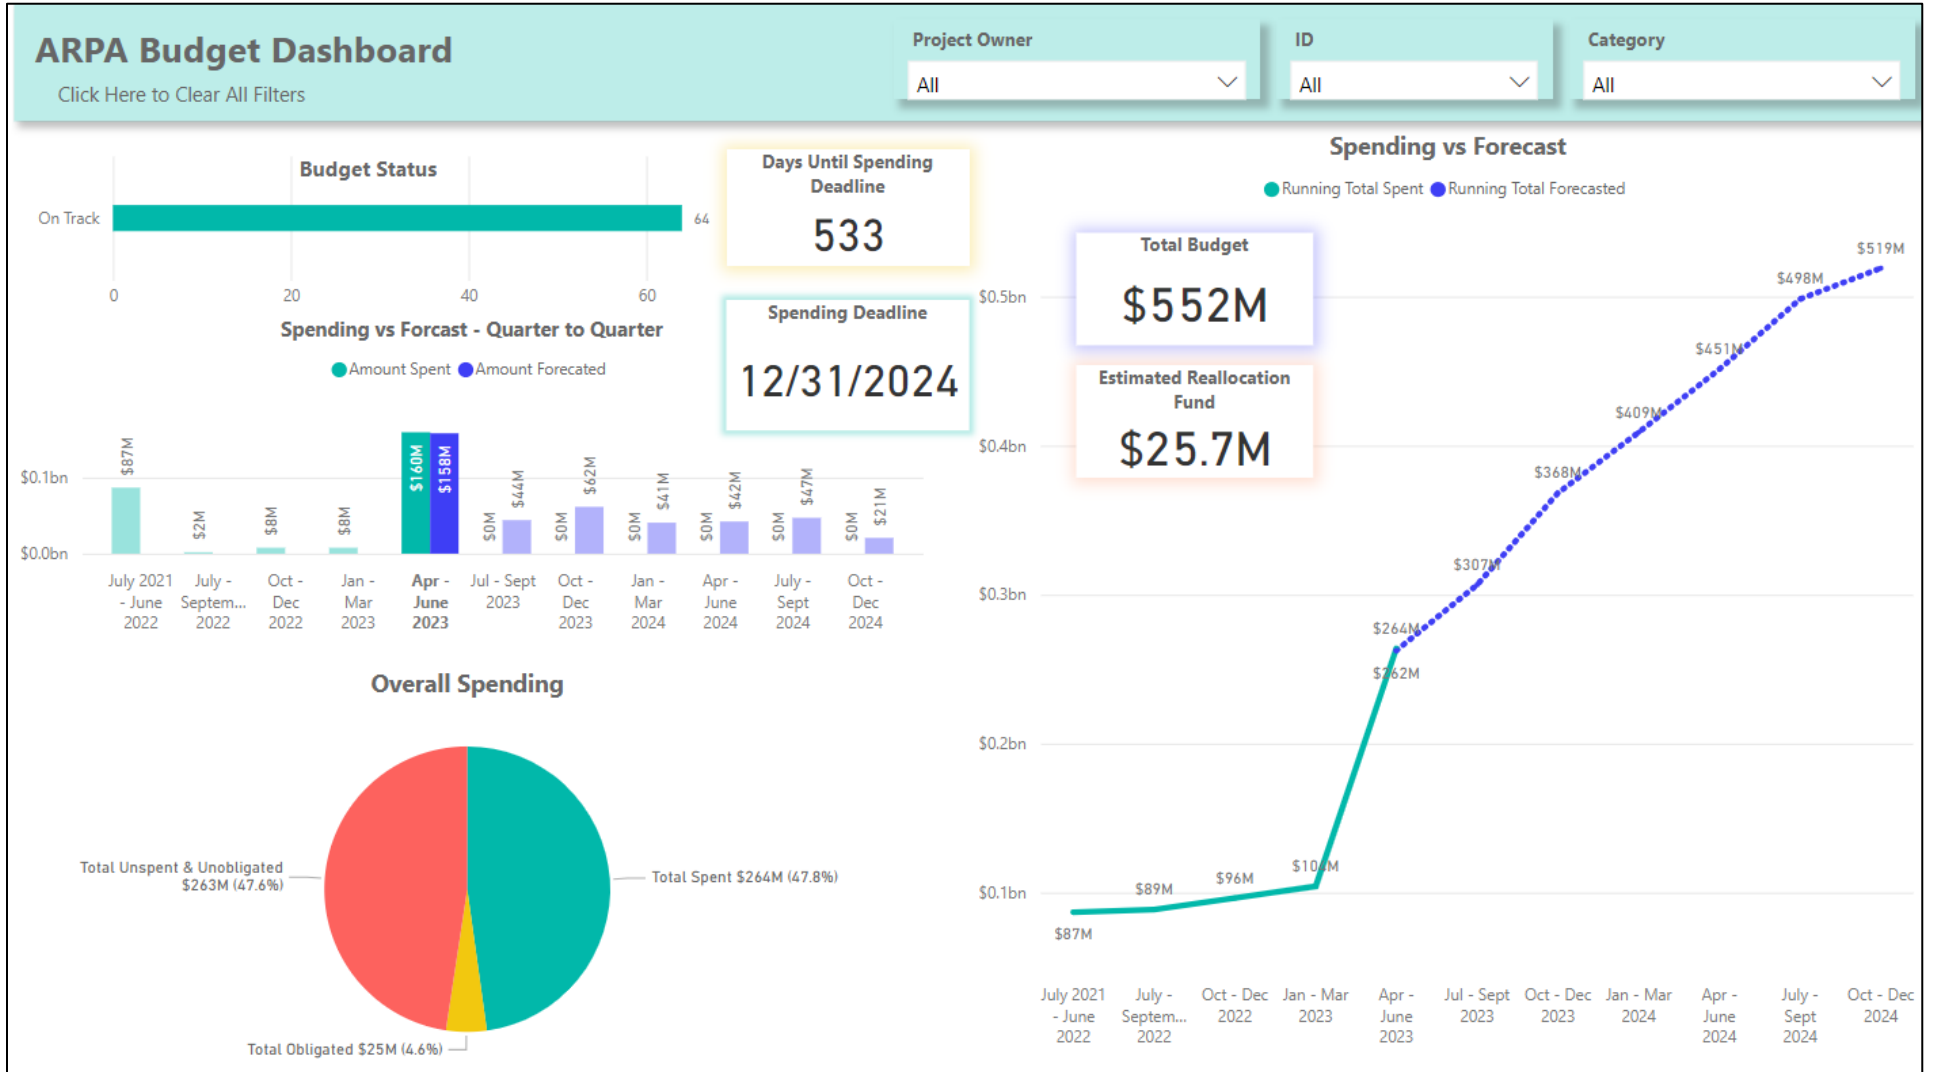 ARPA Budget Dashboard
Click Here to Clear All Filters
Project Owner
All
ID
All
Category
All
Budget Status
On Track
64
0
20
40
60
Days Until Spending
Deadline
533
Spending Deadline
12/31/2024
Spending vs Forcast - Quarter to Quarter
Amount Spent
Amount Forecated
$0.1bn
$0.0bn
$87M
$2M
$8M
$8M
$160M
$158M
$0M
$44M
$0M
$62M
$0M
$41M
$0M
$42M
$0M
$47M
$0M
$21M
July 2021
- June
2022
July -
Septem...
2022
Oct -
Dec
2022
Jan -
Mar
2023
Apr -
June
2023
Jul - Sept
2023
Oct -
Dec
2023
Jan -
Mar
2024
Apr -
June
2024
July -
Sept
2024
Oct -
Dec
2024
Overall Spending
Total Unspent & Unobligated
$263M (47.6%)
Total Spent $264M (47.8%)
Total Obligated $25M (4.6%)
Spending vs Forecast
Running Total Spent
Running Total Forecasted
Total Budget
$552M
Estimated Reallocation
Fund
$25.7M
$0.5bn
$0.4bn
$0.3bn
$0.2bn
$0.1bn
$87M
$89M
$96M
$264M
$262M
$307M
$368M
$409M
$451M
$498M
$519M
July 2021
- June
2022
July -
Septem...
2022
Oct - Dec
2022
Jan - Mar
2023
Apr -
June
2023
Jul - Sept
2023
Oct - Dec
2023
Jan - Mar
2024
Apr -
June
2024
July -
Sept
2024
Oct - Dec
2024